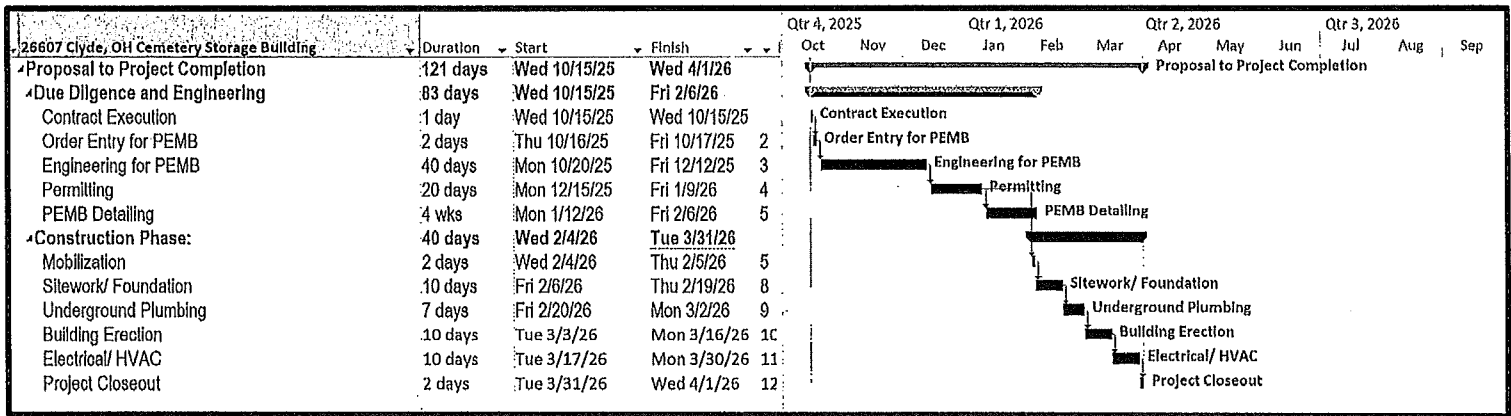 Qtr 4, 2025 Qtr 1, 2026 Qtr 2, 2026 Qtr 3, 2026
26607 Clyde, OH Cemetery Storage Building Duration Start Finish Oct Nov Dec Jan Feb Mar Apr May Jun Jul Aug Sep
Proposal to Project Completion 121 days Wed 10/15/25 Wed 4/1/26 Proposal to Project Completion
Due Diligence and Engineering 83 days Wed 10/15/25 Fri 2/6/26
Contract Execution 1 day Wed 10/15/25 Wed 10/15/25 Contract Execution
Order Entry for PEMB 2 days Thu 10/16/25 Fri 10/17/25 2 Order Entry for PEMB
Engineering for PEMB 40 days Mon 10/20/25 Fri 12/12/25 3 Engineering for PEMB
Permitting 20 days Mon 12/15/25 Fri 1/9/26 4 Permitting
PEMB Detailing 4 wks Mon 1/12/26 Fri 2/6/26 5 PEMB Detailing
Construction Phase: 40 days Wed 2/4/26 Tue 3/31/26
Mobilization 2 days Wed 2/4/26 Thu 2/5/26 5
Sitework/ Foundation 10 days Fri 2/6/26 Thu 2/19/26 8 Sitework/ Foundation
Underground Plumbing 7 days Fri 2/20/26 Mon 3/2/26 9 Underground Plumbing
Building Erection 10 days Tue 3/3/26 Mon 3/16/26 10 Building Erection
Electrical/ HVAC 10 days Tue 3/17/26 Mon 3/30/26 11 Electrical/ HVAC
Project Closeout 2 days Tue 3/31/26 Wed 4/1/26 12 Project Closeout